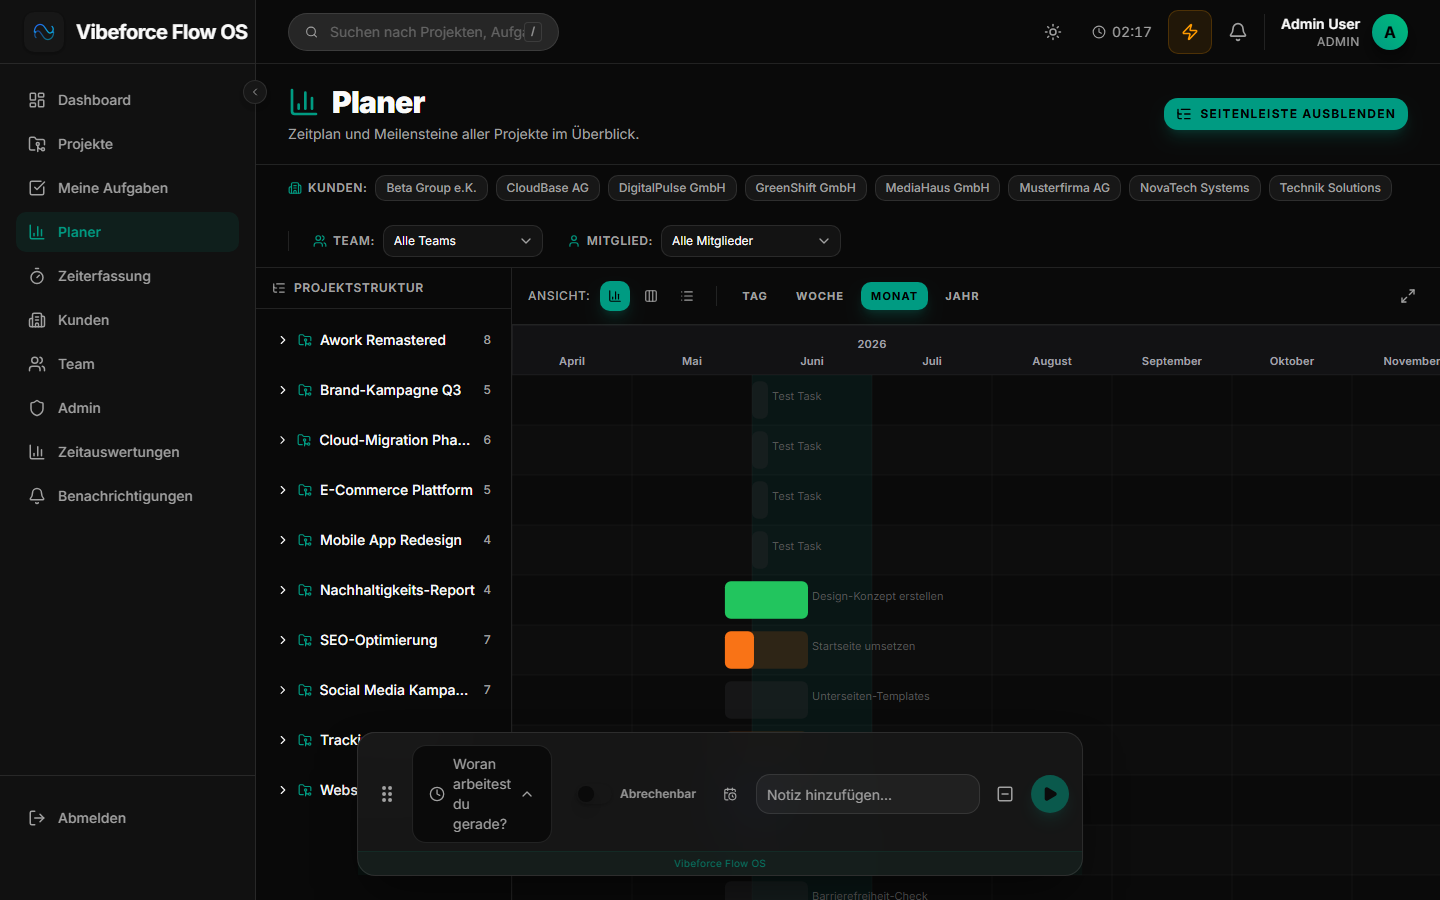 Vibeforce Flow OS
Suchen nach Projekten, Aufga
/
02:17
Admin User
ADMIN
A
Dashboard
Projekte
Meine Aufgaben
Planer
Zeiterfassung
Kunden
Team
Admin
Zeitauswertungen
Benachrichtigungen
Abmelden
Planer
Zeitplan und Meilensteine aller Projekte im Überblick.
SEITENLEISTE AUSBLENDEN
KUNDEN:
Beta Group e.K.
CloudBase AG
DigitalPulse GmbH
GreenShift GmbH
MediaHaus GmbH
Musterfirma AG
NovaTech Systems
Technik Solutions
TEAM:
Alle Teams
MITGLIED:
Alle Mitglieder
PROJEKTSTRUKTUR
Awork Remastered 8
Brand-Kampagne Q3 5
Cloud-Migration Pha... 6
E-Commerce Plattform 5
Mobile App Redesign 4
Nachhaltigkeits-Report 4
SEO-Optimierung 7
Social Media Kampa... 7
Tracki
Webs
ANSICHT:
TAG
WOCHE
MONAT
JAHR
2026
April
Mai
Juni
Juli
August
September
Oktober
November
Test Task
Test Task
Test Task
Test Task
Design-Konzept erstellen
Startseite umsetzen
Unterseiten-Templates
Woran
arbeitest
du
gerade?
Abrechenbar
Notiz hinzufügen...
Vibeforce Flow OS
Barrierefreiheit-Check